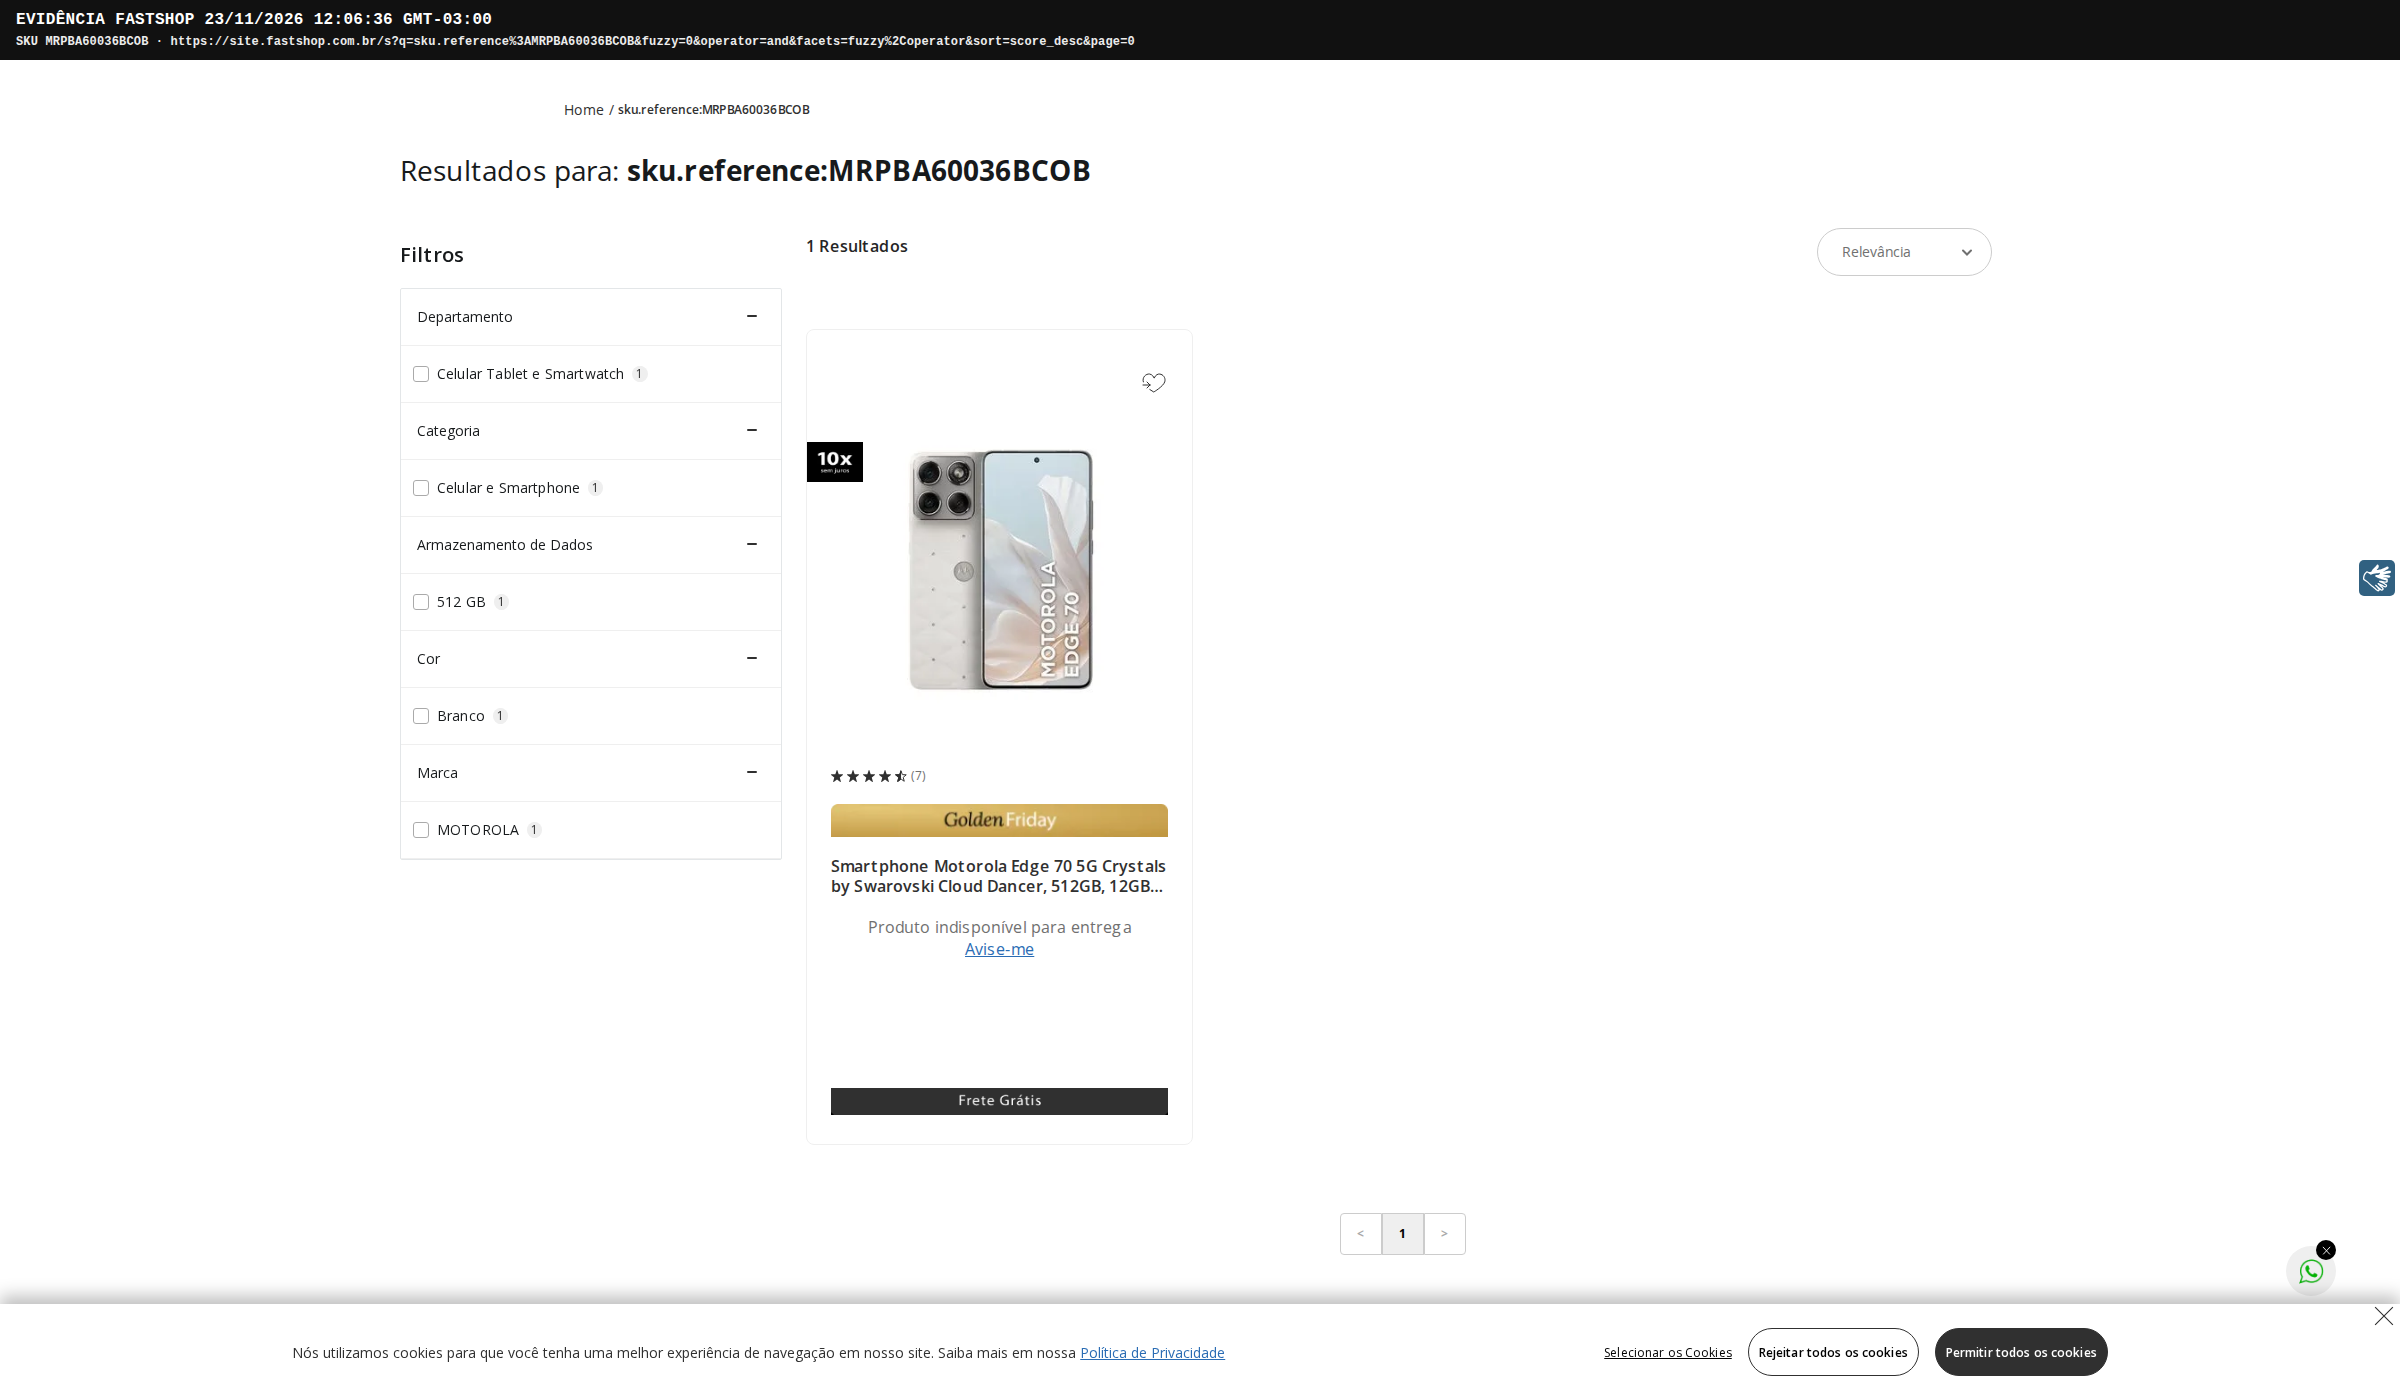 EVIDÊNCIA FASTSHOP 23/11/2026 12:06:36 GMT-03:00
SKU MRPBA60036BCOB · https://site.fastshop.com.br/s?q=sku.reference%3AMRPBA60036BCOB&fuzzy=0&operator=and&facets=fuzzy%2Coperator&sort=score_desc&page=0
Home / sku.reference:MRPBA60036BCOB
Resultados para: sku.reference:MRPBA60036BCOB
Filtros
1 Resultados
Relevância
Departamento
Celular Tablet e Smartwatch 1
Categoria
Celular e Smartphone 1
Armazenamento de Dados
512 GB 1
Cor
Branco 1
Marca
MOTOROLA 1
10x
sem juros
MOTOROLA
EDGE 70
(7)
Golden Friday
Smartphone Motorola Edge 70 5G Crystals
by Swarovski Cloud Dancer, 512GB, 12GB...
Produto indisponível para entrega
Avise-me
Frete Grátis
< 1 >
Nós utilizamos cookies para que você tenha uma melhor experiência de navegação em nosso site. Saiba mais em nossa Política de Privacidade
Selecionar os Cookies
Rejeitar todos os cookies
Permitir todos os cookies